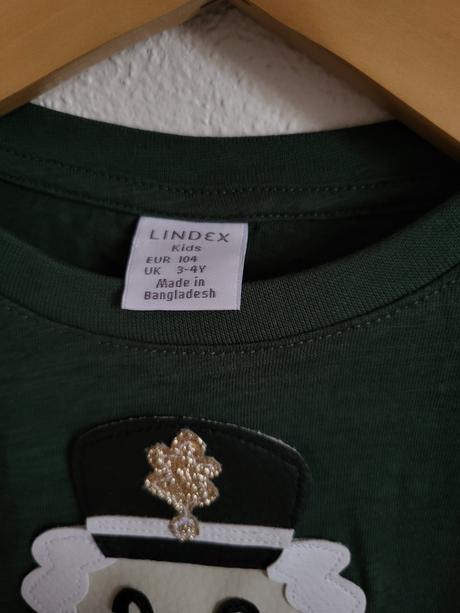 LINDEX
Kids
EUR 104
UK 3-4Y
Made in
Bangladesh